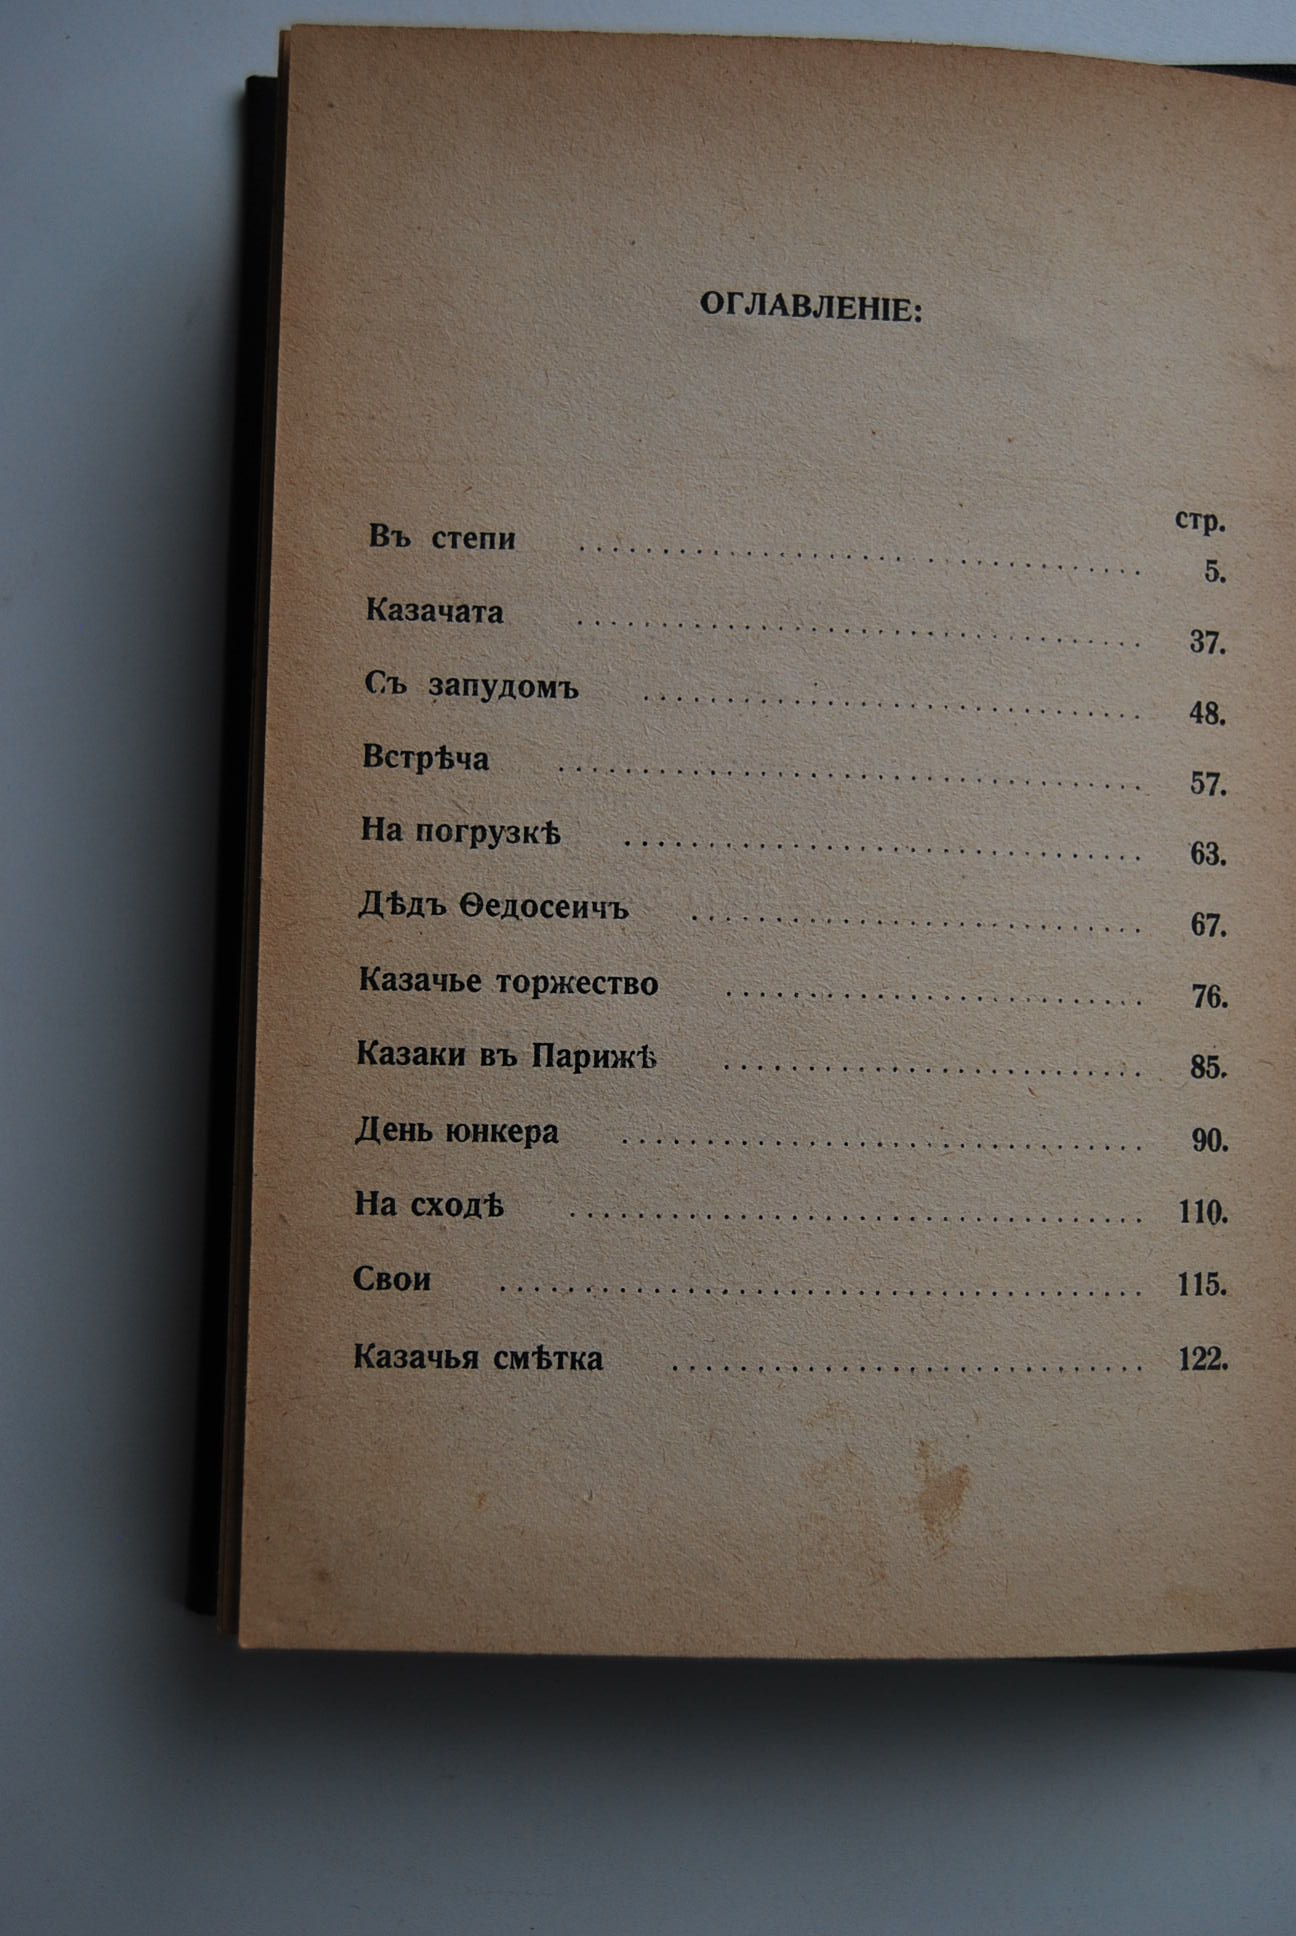 ОГЛАВЛЕНІЕ:
стр.
Въ степи ........................ 5.
Казачата ........................ 37.
Съ запудомъ ........................ 48.
Встрѣча ........................ 57.
На погрузкѣ ........................ 63.
Дѣдъ Ѳедосеичъ ........................ 67.
Казачье торжество ........................ 76.
Казаки въ Парижѣ ........................ 85.
День юнкера ........................ 90.
На сходѣ ........................ 110.
Свои ........................ 115.
Казачья смѣтка ........................ 122.